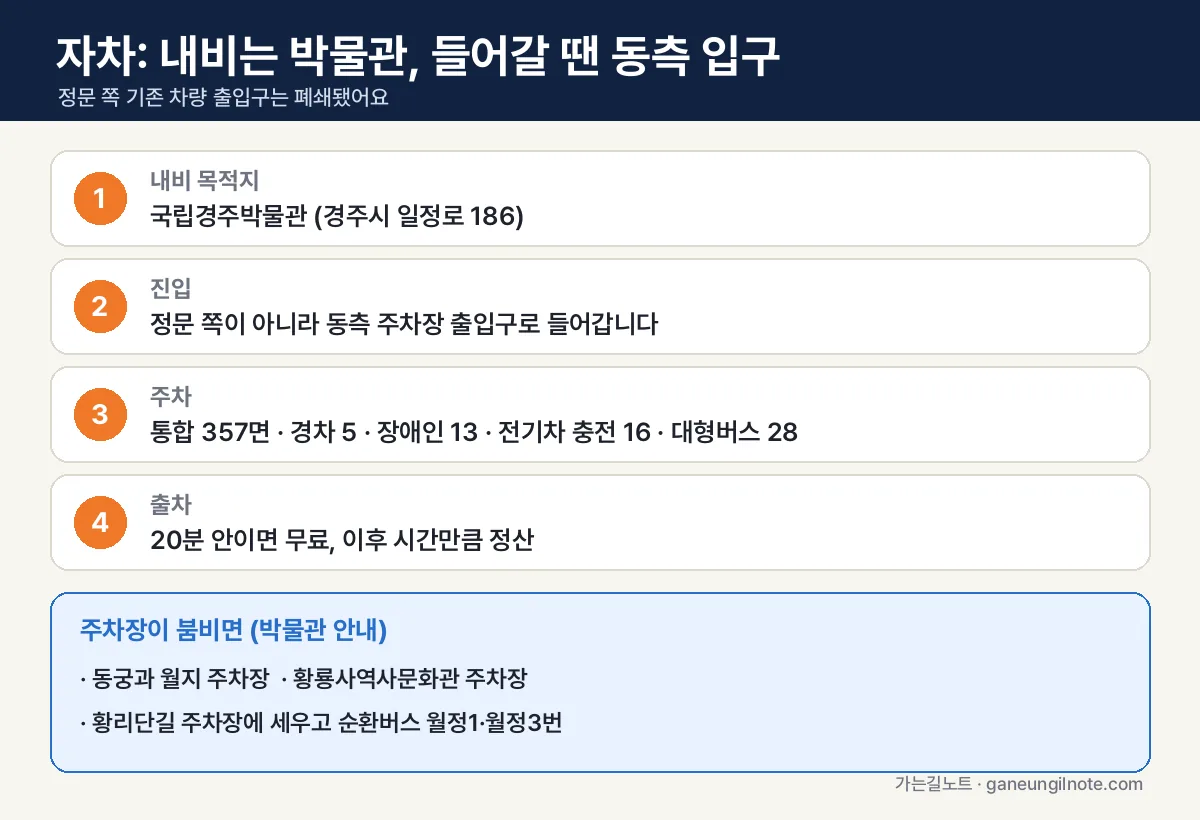 자차: 내비는 박물관, 들어갈 땐 동측 입구
정문 쪽 기존 차량 출입구는 폐쇄됐어요
1
내비 목적지
국립경주박물관 (경주시 일정로 186)
2
진입
정문 쪽이 아니라 동측 주차장 출입구로 들어갑니다
3
주차
통합 357면 · 경차 5 · 장애인 13 · 전기차 충전 16 · 대형버스 28
4
출차
20분 안이면 무료, 이후 시간만큼 정산
주차장이 붐비면 (박물관 안내)
· 동궁과 월지 주차장 · 황룡사역사문화관 주차장
· 황리단길 주차장에 세우고 순환버스 월정1·월정3번
가는길노트 · ganeungilnote.com